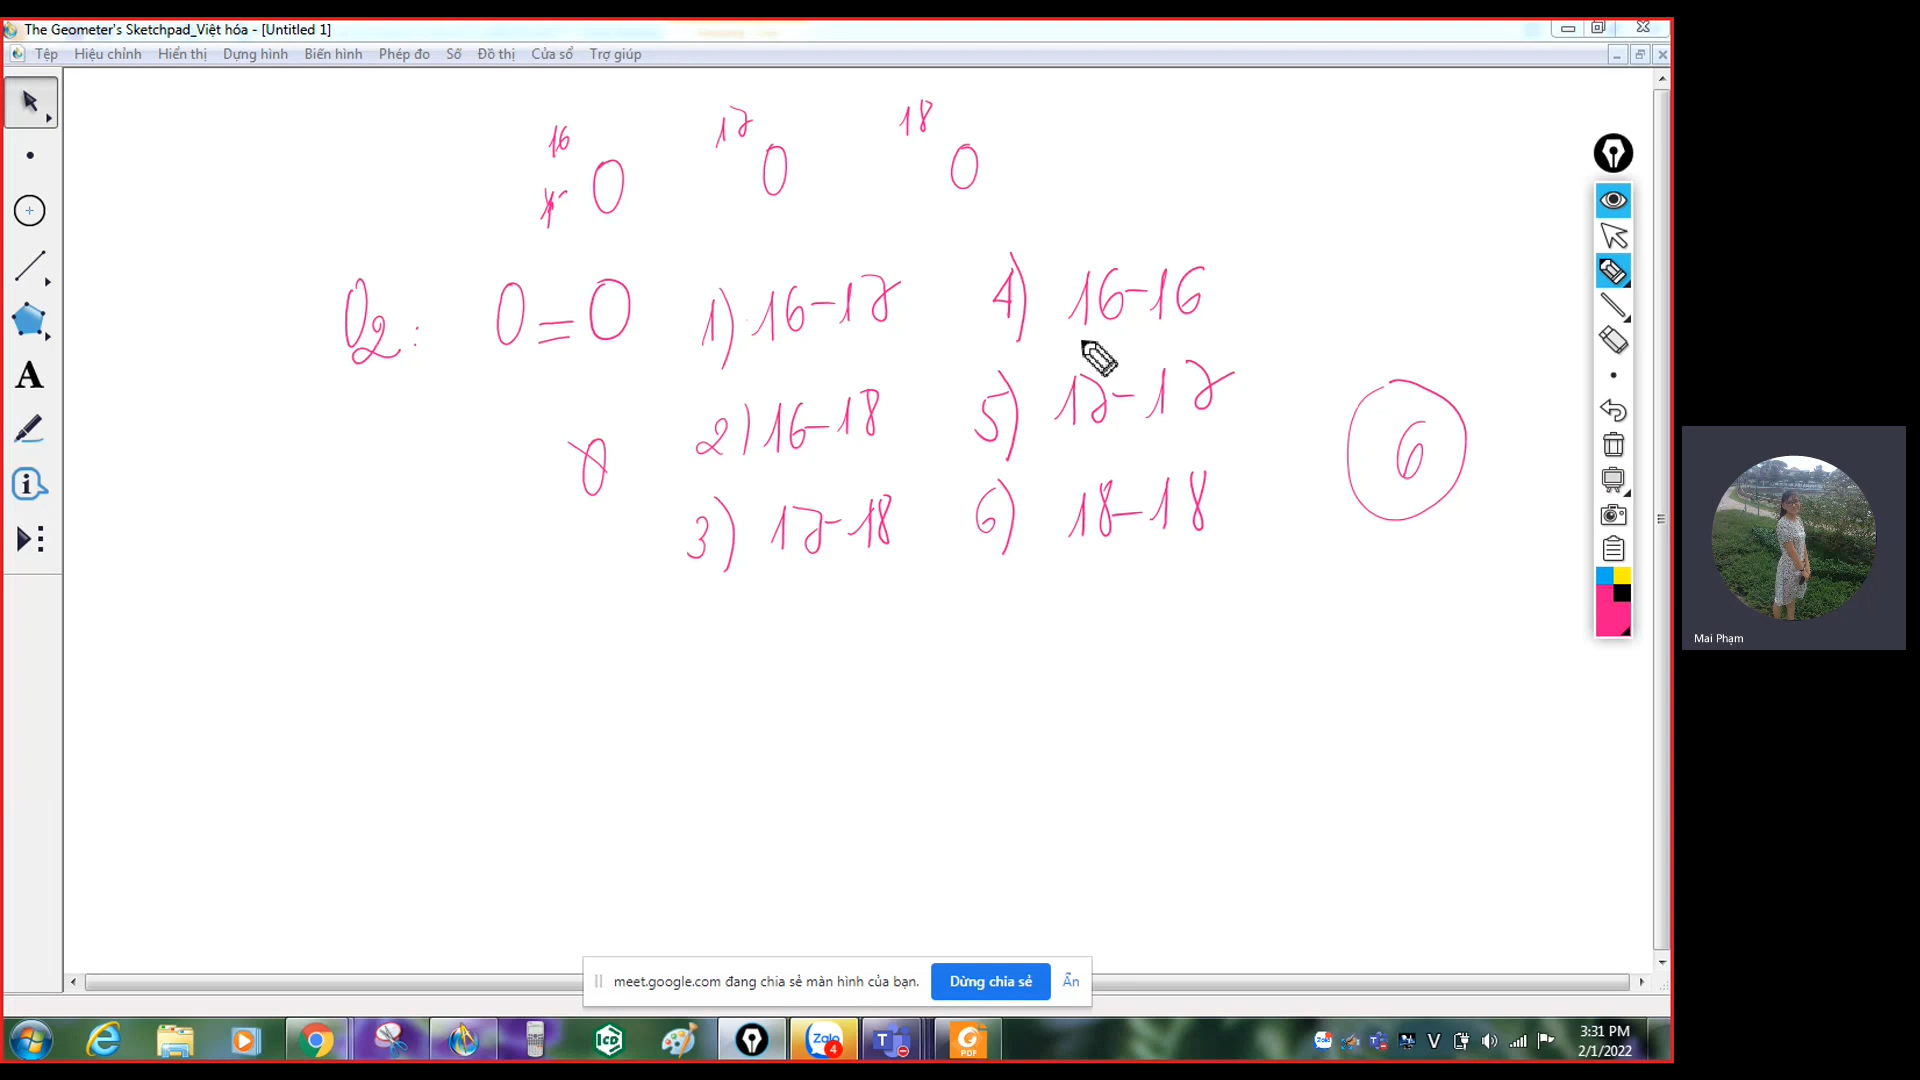 The Geometer's Sketchpad_Việt hóa - [Untitled 1]
Tệp Hiệu chỉnh Hiển thị Dựng hình Biến hình Phép đo Số Đồ thị Cửa sổ Trợ giúp
16 17 18
O O O
O2: O = O 1) 16-17 4) 16-16
2) 16-18 5) 17-17
6
3) 17-18 6) 18-18
Mai Phạm
meet.google.com đang chia sẻ màn hình của bạn. Dừng chia sẻ Ẩn
3:31 PM
2/1/2022